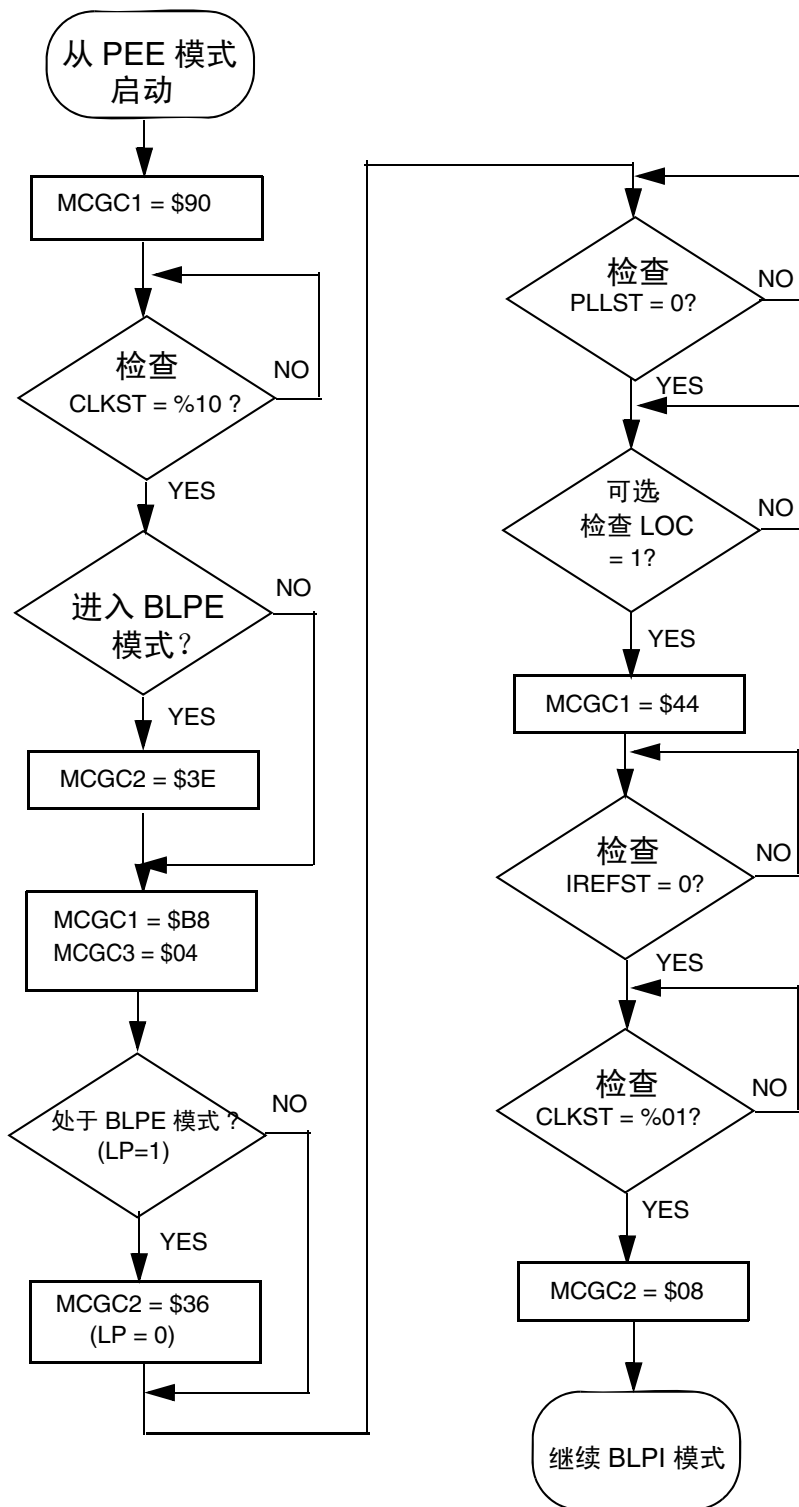 从 PEE 模式
启动
MCGC1 = $90
检查
CLKST = %10 ?
NO
YES
进入 BLPE
模式？
NO
YES
MCGC2 = $3E
MCGC1 = $B8
MCGC3 = $04
处于 BLPE 模式 ?
(LP=1)
NO
YES
MCGC2 = $36
(LP = 0)
检查
PLLST = 0?
NO
YES
可选
检查 LOC
= 1?
NO
YES
MCGC1 = $44
检查
IREFST = 0?
NO
YES
检查
CLKST = %01?
NO
YES
MCGC2 = $08
继续 BLPI 模式